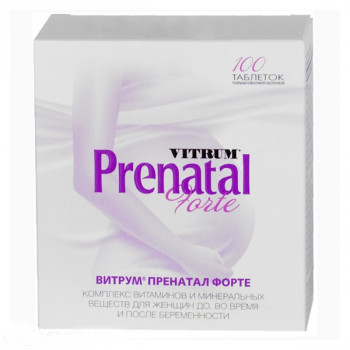 100
ТАБЛЕТОК
VITRUM®
Prenatal
Forte
ВИТРУМ® ПРЕНАТАЛ ФОРТЕ
КОМПЛЕКС ВИТАМИНОВ И МИНЕРАЛЬНЫХ
ВЕЩЕСТВ ДЛЯ ЖЕНЩИН ДО, ВО ВРЕМЯ
И ПОСЛЕ БЕРЕМЕННОСТИ